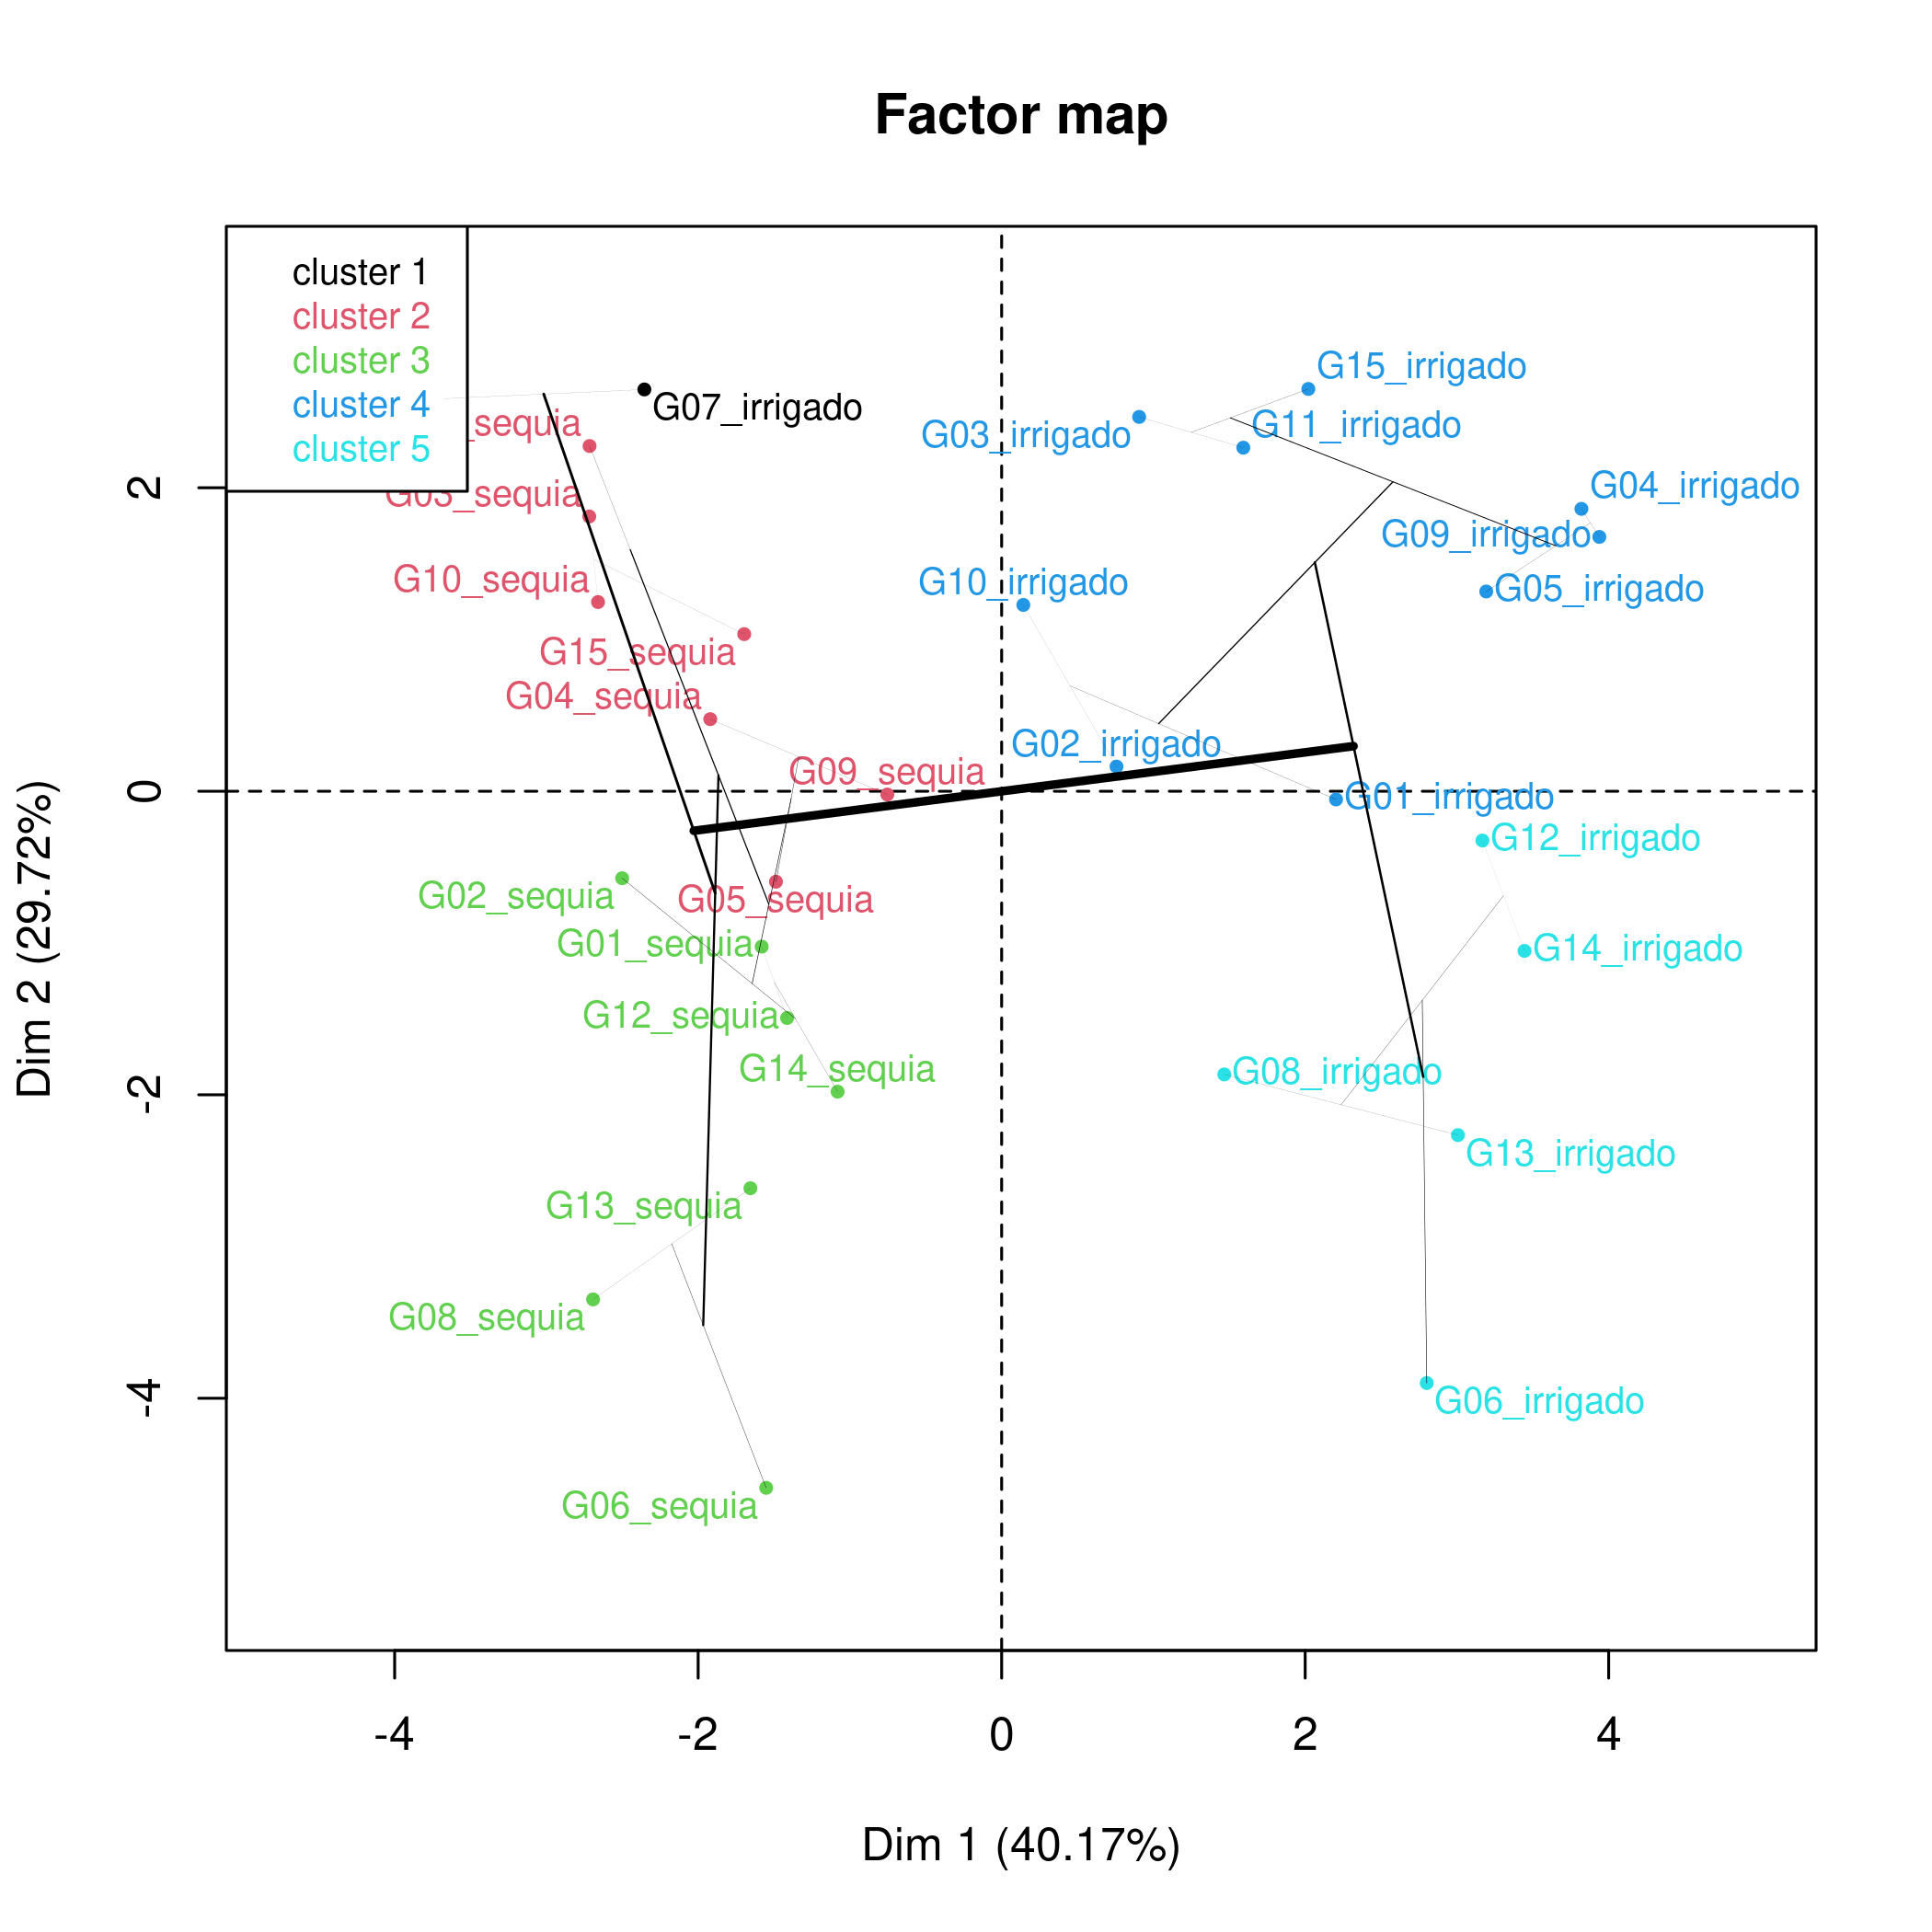 Factor map
cluster 1
cluster 2
cluster 3
cluster 4
cluster 5
G07_irrigado
_sequia
G03_sequia
G10_sequia
G15_sequia
G04_sequia
G09_sequia
G02_sequia
G05_sequia
G01_sequia
G12_sequia
G14_sequia
G13_sequia
G08_sequia
G06_sequia
G15_irrigado
G03_irrigado
G11_irrigado
G04_irrigado
G09_irrigado
G10_irrigado
G05_irrigado
G02_irrigado
G01_irrigado
G12_irrigado
G14_irrigado
G08_irrigado
G13_irrigado
G06_irrigado
2
0
-2
-4
Dim 2 (29.72%)
-4 -2 0 2 4
Dim 1 (40.17%)